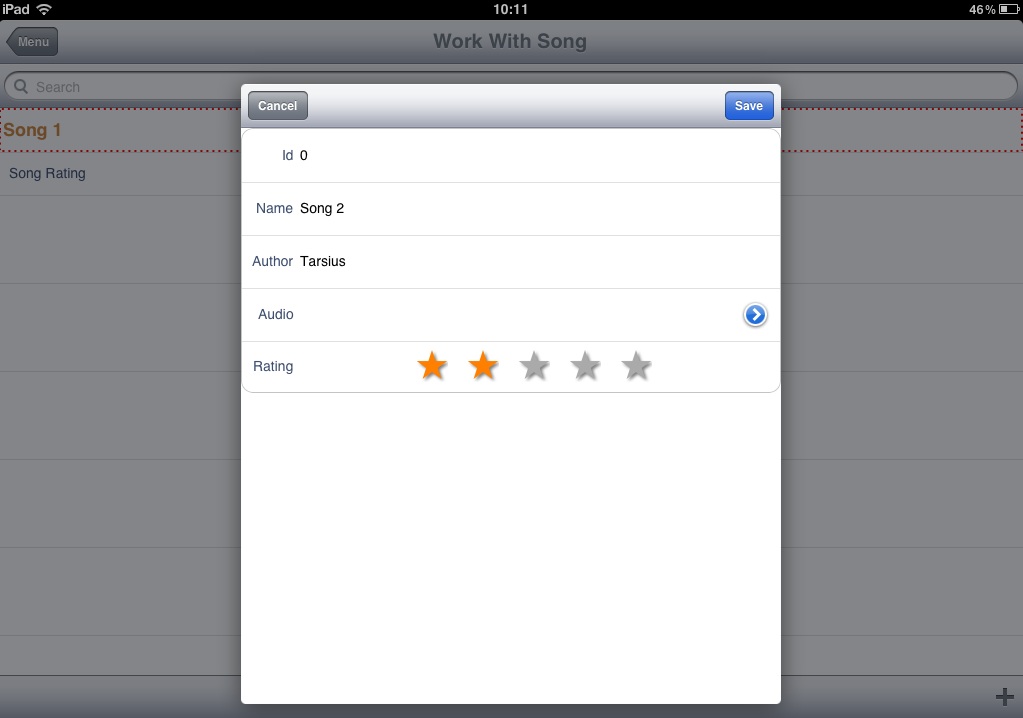 iPad 10:11 46%
Menu Work With Song
Search
Cancel Save
Song 1
Id 0
Song Rating
Name Song 2
Author Tarsius
Audio
Rating